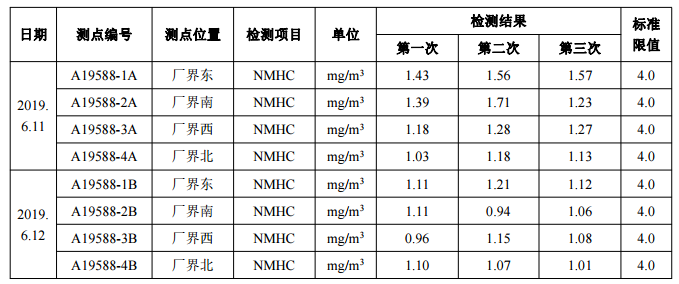 日期 测点编号 测点位置 检测项目 单位 检测结果 标准限值
第一次 第二次 第三次
2019.6.11 A19588-1A 厂界东 NMHC mg/m³ 1.43 1.56 1.57 4.0
A19588-2A 厂界南 NMHC mg/m³ 1.39 1.71 1.23 4.0
A19588-3A 厂界西 NMHC mg/m³ 1.18 1.28 1.27 4.0
A19588-4A 厂界北 NMHC mg/m³ 1.03 1.18 1.13 4.0
2019.6.12 A19588-1B 厂界东 NMHC mg/m³ 1.11 1.21 1.12 4.0
A19588-2B 厂界南 NMHC mg/m³ 1.11 0.94 1.06 4.0
A19588-3B 厂界西 NMHC mg/m³ 0.96 1.15 1.08 4.0
A19588-4B 厂界北 NMHC mg/m³ 1.10 1.07 1.01 4.0